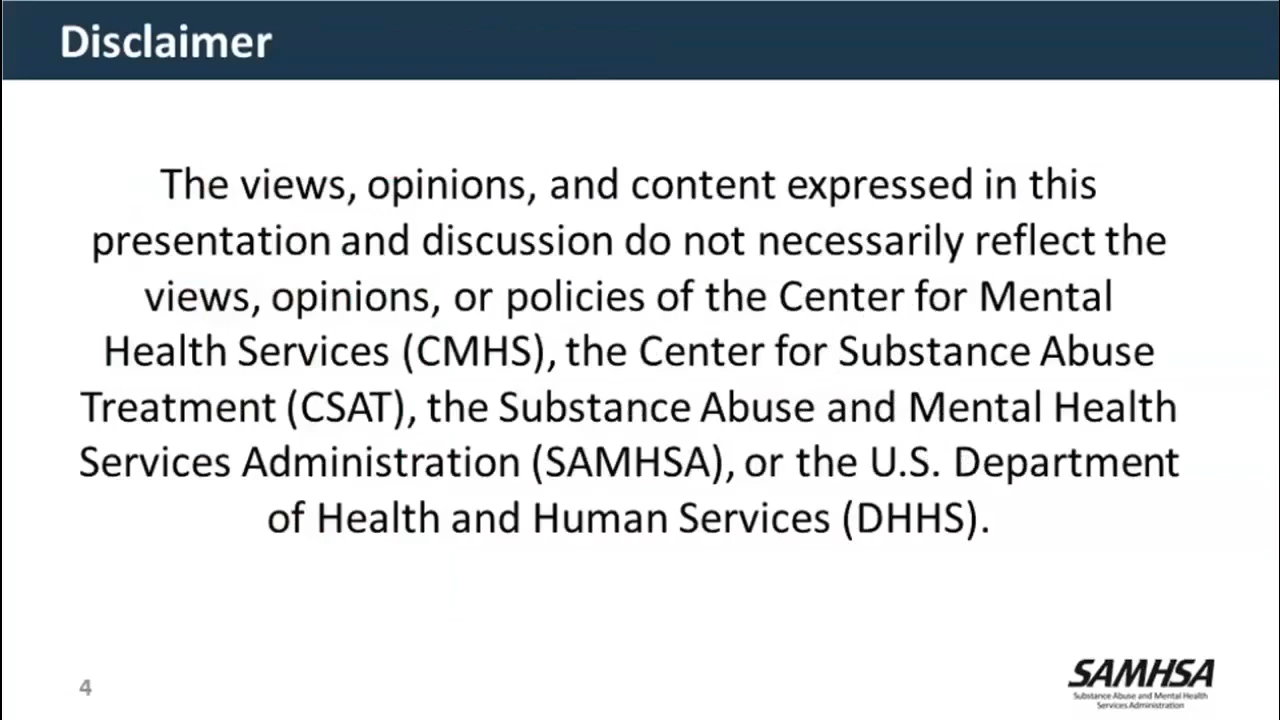 Disclaimer
The views, opinions, and content expressed in this
presentation and discussion do not necessarily reflect the
views, opinions, or policies of the Center for Mental
Health Services (CMHS), the Center for Substance Abuse
Treatment (CSAT), the Substance Abuse and Mental Health
Services Administration (SAMHSA), or the U.S. Department
of Health and Human Services (DHHS).
4
SAMHSA
Substance Abuse and Mental Health
Services Administration